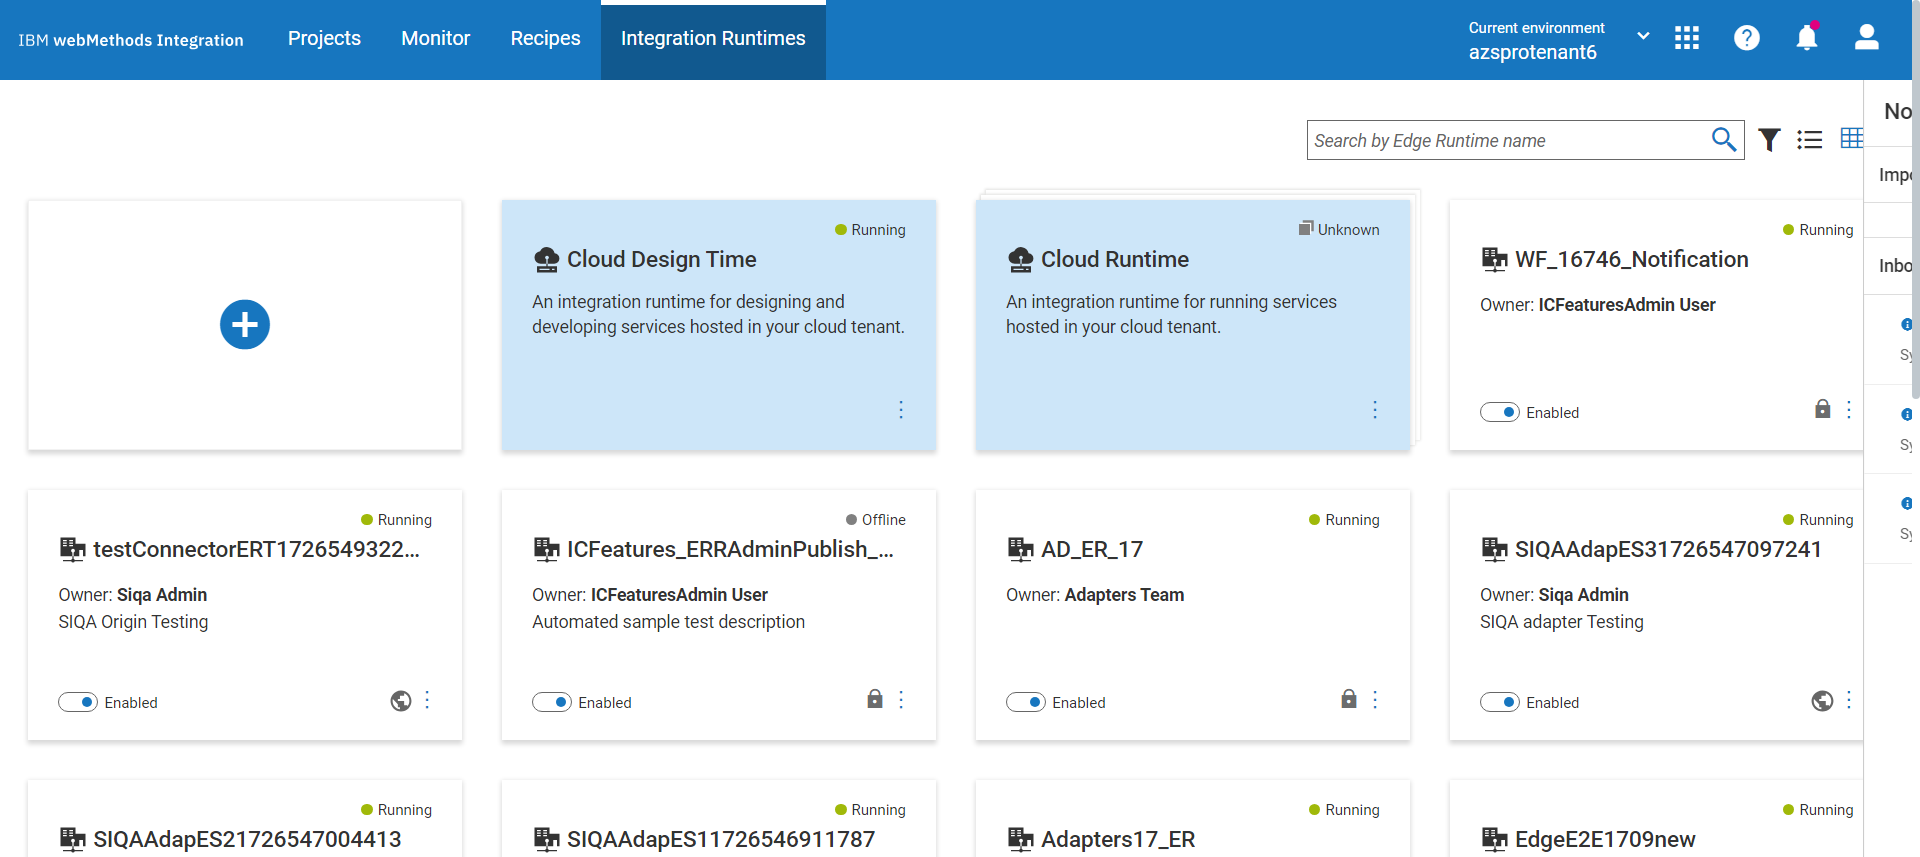 IBM webMethods Integration
Projects
Monitor
Recipes
Integration Runtimes
Current environment
azsprotenant6
Search by Edge Runtime name
No
Impo
Inbo
Sy
Sy
Sy
Running
Cloud Design Time
An integration runtime for designing and
developing services hosted in your cloud tenant.
Unknown
Cloud Runtime
An integration runtime for running services
hosted in your cloud tenant.
Running
WF_16746_Notification
Owner: ICFeaturesAdmin User
Enabled
Running
testConnectorERT1726549322...
Owner: Siqa Admin
SIQA Origin Testing
Enabled
Offline
ICFeatures_ERRAdminPublish_...
Owner: ICFeaturesAdmin User
Automated sample test description
Enabled
Running
AD_ER_17
Owner: Adapters Team
Enabled
Running
SIQAAdapES31726547097241
Owner: Siqa Admin
SIQA adapter Testing
Enabled
Running
SIQAAdapES21726547004413
Running
SIQAAdapES11726546911787
Running
Adapters17_ER
Running
EdgeE2E1709new